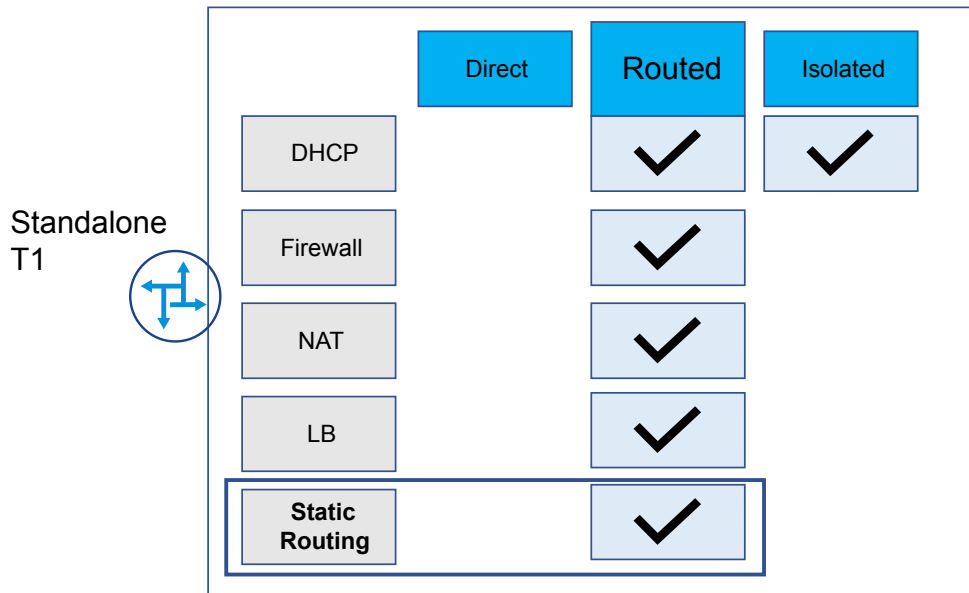 Direct
Routed
Isolated
DHCP
Standalone
T1
Firewall
NAT
LB
Static
Routing